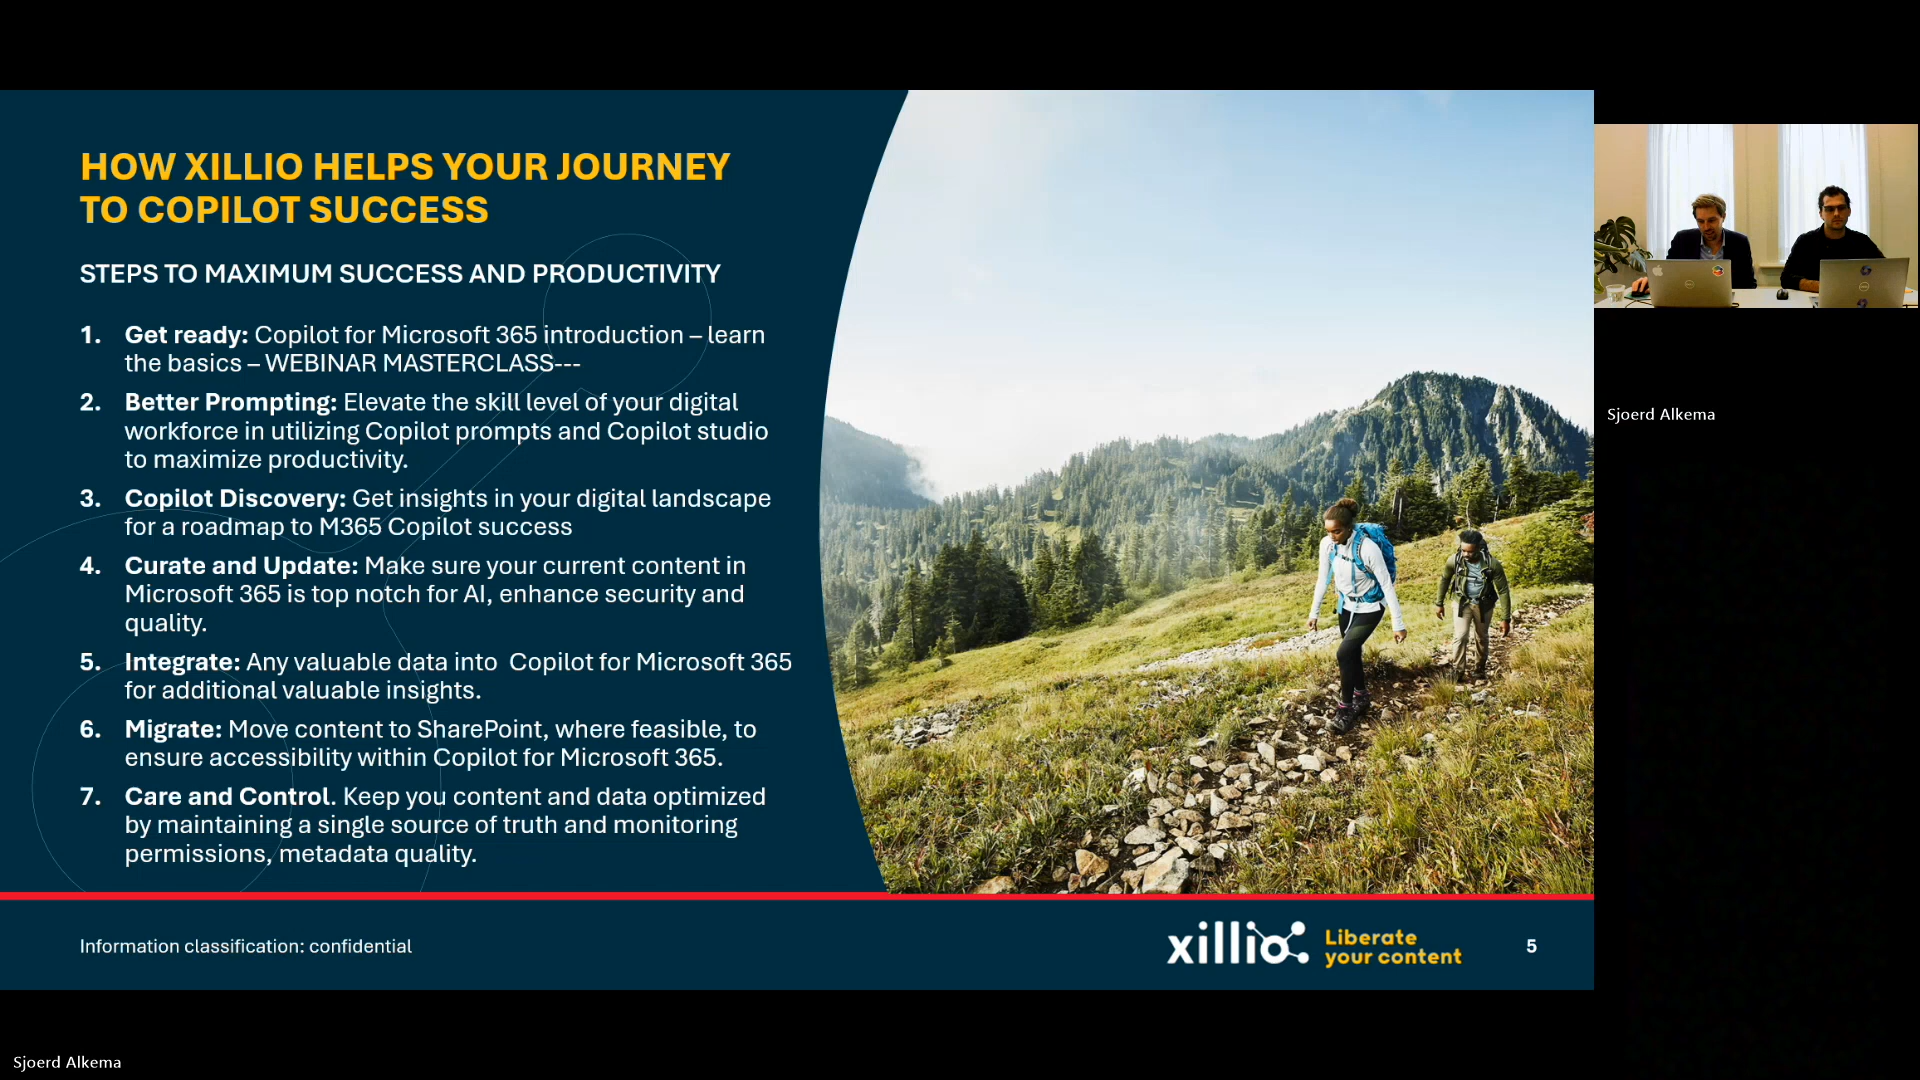 HOW XILLIO HELPS YOUR JOURNEY
TO COPILOT SUCCESS
STEPS TO MAXIMUM SUCCESS AND PRODUCTIVITY
1. Get ready: Copilot for Microsoft 365 introduction – learn
the basics – WEBINAR MASTERCLASS---
2. Better Prompting: Elevate the skill level of your digital
workforce in utilizing Copilot prompts and Copilot studio
to maximize productivity.
3. Copilot Discovery: Get insights in your digital landscape
for a roadmap to M365 Copilot success
4. Curate and Update: Make sure your current content in
Microsoft 365 is top notch for AI, enhance security and
quality.
5. Integrate: Any valuable data into  Copilot for Microsoft 365
for additional valuable insights.
6. Migrate: Move content to SharePoint, where feasible, to
ensure accessibility within Copilot for Microsoft 365.
7. Care and Control. Keep you content and data optimized
by maintaining a single source of truth and monitoring
permissions, metadata quality.
Information classification: confidential
xillio
Liberate
your content
5
Sjoerd Alkema
Sjoerd Alkema